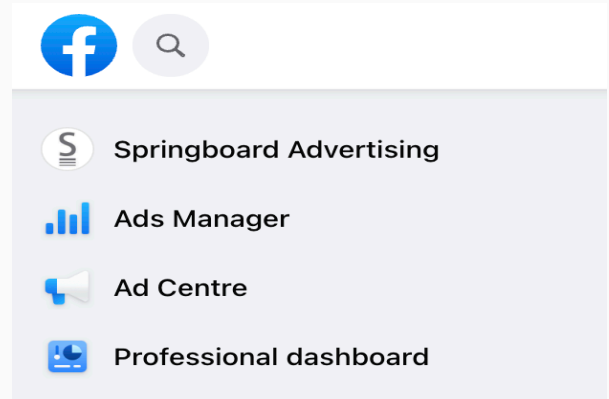 Springboard Advertising
Ads Manager
Ad Centre
Professional dashboard